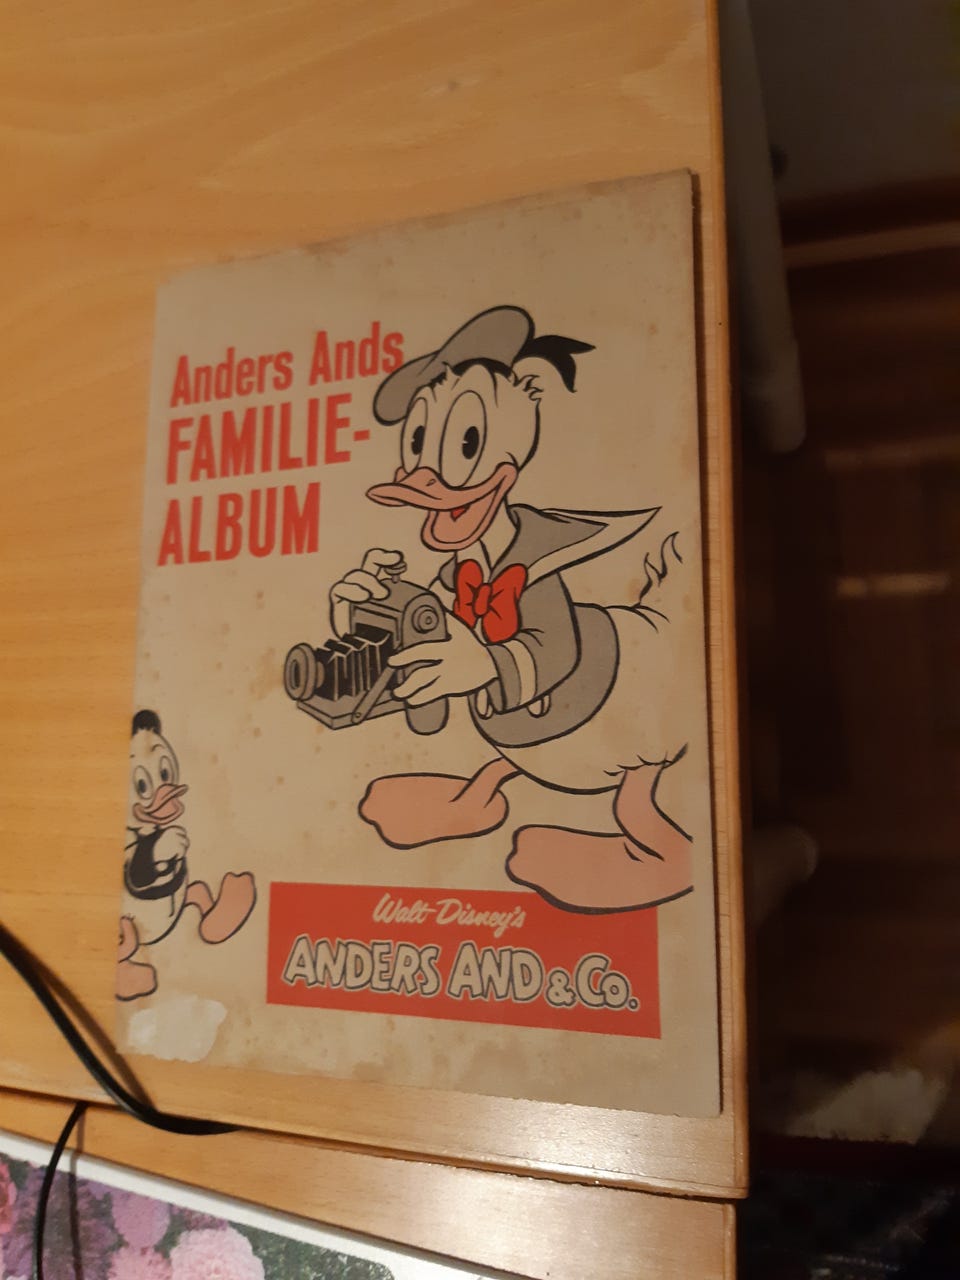 Anders Ands
FAMILIE-
ALBUM
Walt Disney's
ANDERS AND & Co.